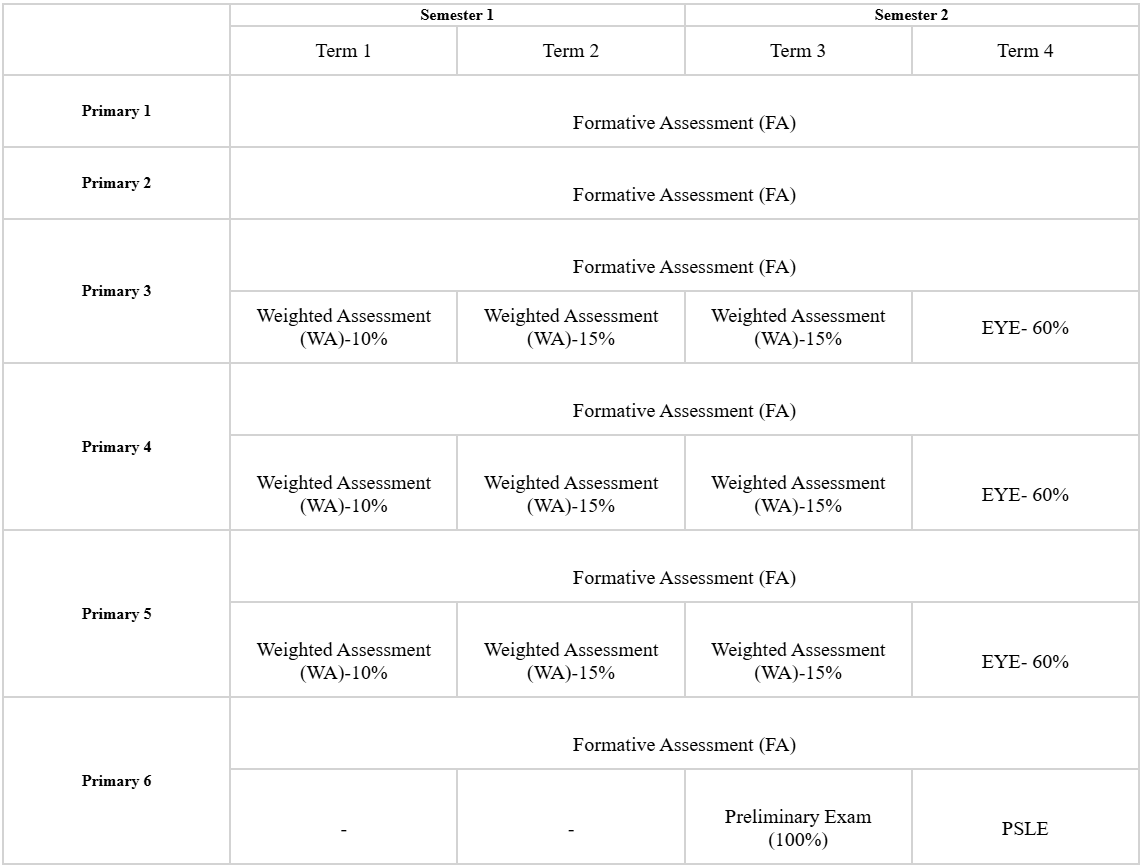 Semester 1
Semester 2
Term 1
Term 2
Term 3
Term 4
Primary 1
Formative Assessment (FA)
Primary 2
Formative Assessment (FA)
Primary 3
Formative Assessment (FA)
Weighted Assessment
(WA)-10%
Weighted Assessment
(WA)-15%
Weighted Assessment
(WA)-15%
EYE- 60%
Primary 4
Formative Assessment (FA)
Weighted Assessment
(WA)-10%
Weighted Assessment
(WA)-15%
Weighted Assessment
(WA)-15%
EYE- 60%
Primary 5
Formative Assessment (FA)
Weighted Assessment
(WA)-10%
Weighted Assessment
(WA)-15%
Weighted Assessment
(WA)-15%
EYE- 60%
Primary 6
Formative Assessment (FA)
-
-
Preliminary Exam
(100%)
PSLE